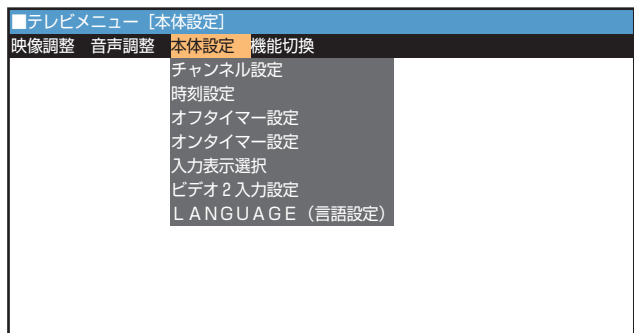 ■テレビメニュー［本体設定］
映像調整 音声調整 本体設定 機能切換
チャンネル設定
時刻設定
オフタイマー設定
オンタイマー設定
入力表示選択
ビデオ２入力設定
ＬＡＮＧＵＡＧＥ（言語設定）